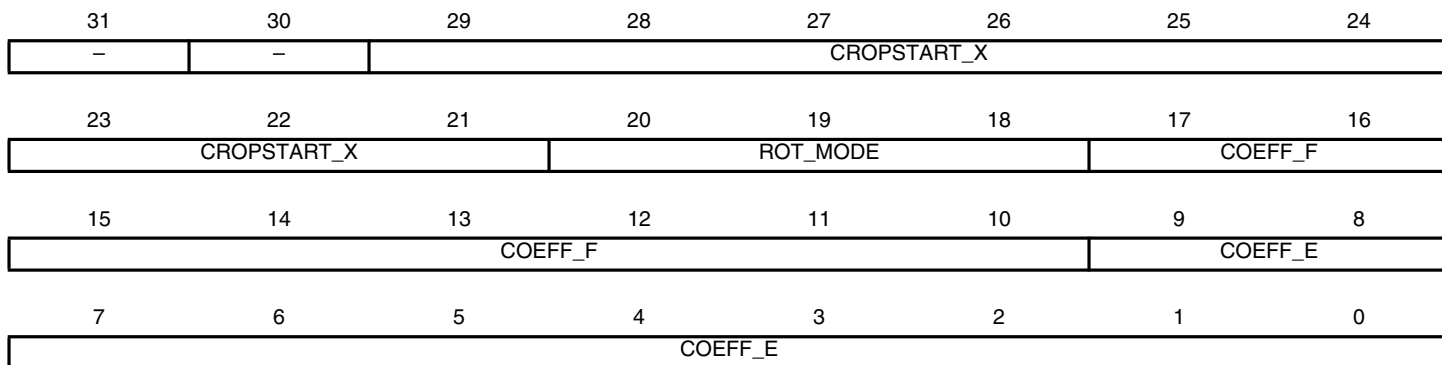 31 30 29 28 27 26 25 24
– – CROPSTART_X
23 22 21 20 19 18 17 16
CROPSTART_X ROT_MODE COEFF_F
15 14 13 12 11 10 9 8
COEFF_F COEFF_E
7 6 5 4 3 2 1 0
COEFF_E